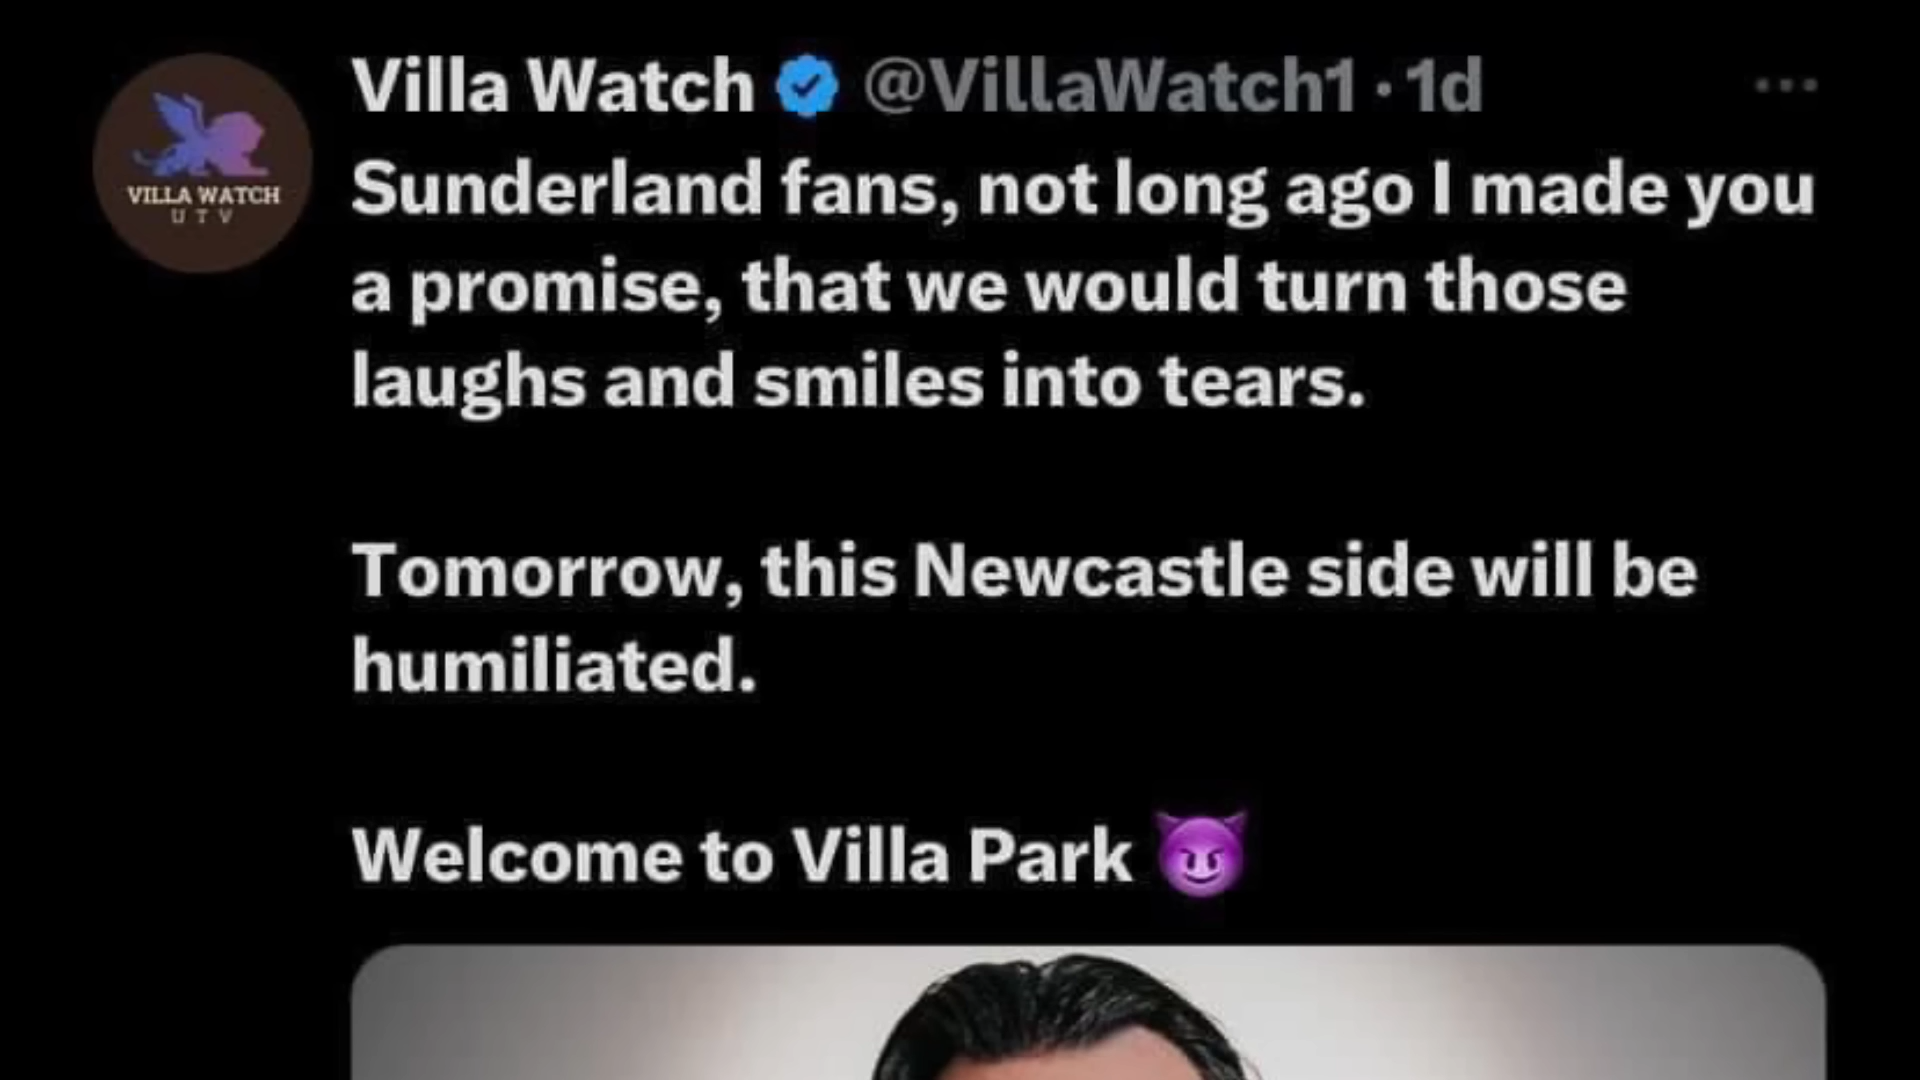 Villa Watch @VillaWatch1 · 1d
VILLA WATCH
UTV
Sunderland fans, not long ago I made you
a promise, that we would turn those
laughs and smiles into tears.
Tomorrow, this Newcastle side will be
humiliated.
Welcome to Villa Park 😈